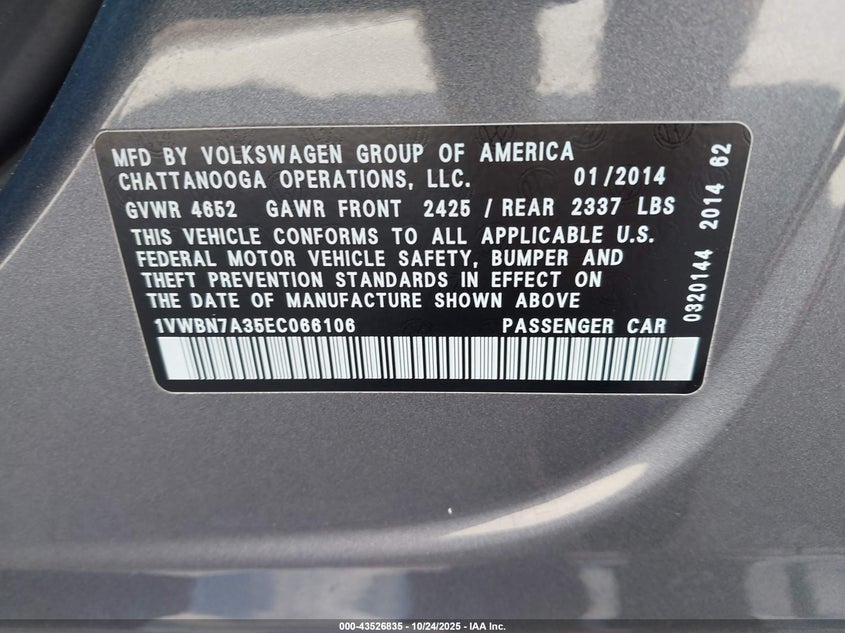 MFD BY VOLKSWAGEN GROUP OF AMERICA
CHATTANOOGA OPERATIONS, LLC. 01/2014
GVWR 4652 GAWR FRONT 2425 / REAR 2337 LBS
THIS VEHICLE CONFORMS TO ALL APPLICABLE U.S.
FEDERAL MOTOR VEHICLE SAFETY, BUMPER AND
THEFT PREVENTION STANDARDS IN EFFECT ON
THE DATE OF MANUFACTURE SHOWN ABOVE
1VWBN7A35EC066106 PASSENGER CAR
0320144 2014 62
000-43526835 - 10/24/2025 - IAA Inc.